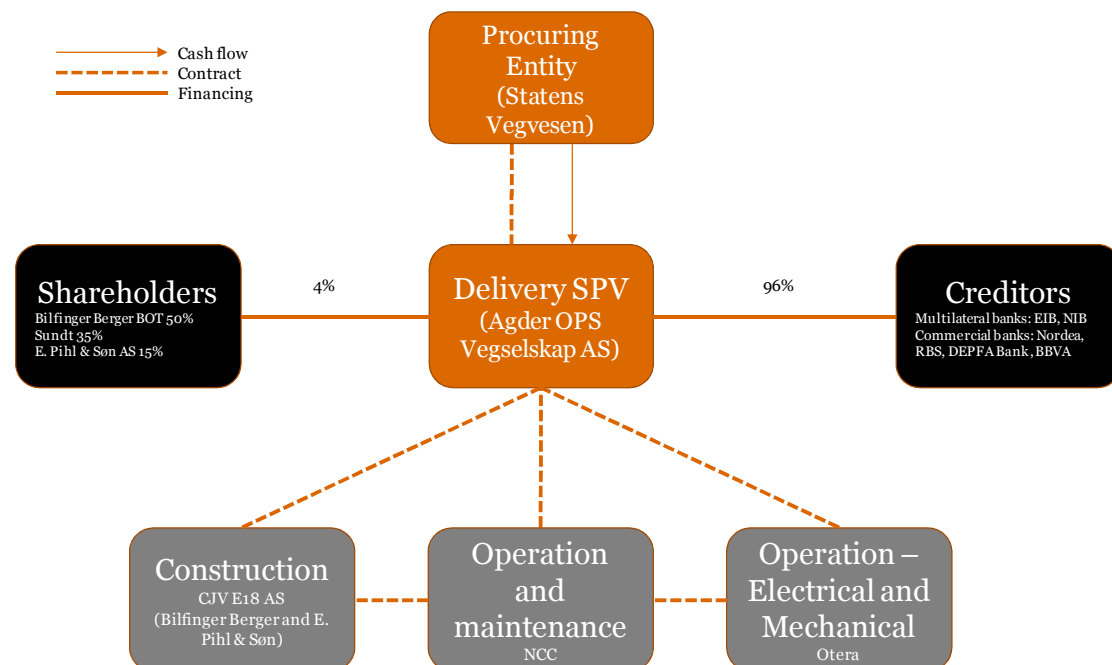 Cash flow
Contract
Financing
Procuring
Entity
(Statens
Vegvesen)
Shareholders
Bilfinger Berger BOT 50%
Sundt 35%
E. Pihl & Søn AS 15%
4%
Delivery SPV
(Agder OPS
Vegselskap AS)
96%
Creditors
Multilateral banks: EIB, NIB
Commercial banks: Nordea,
RBS, DEPFA Bank, BBVA
Construction
CJV E18 AS
(Bilfinger Berger and E.
Pihl & Søn)
Operation
and
maintenance
NCC
Operation –
Electrical and
Mechanical
Otera